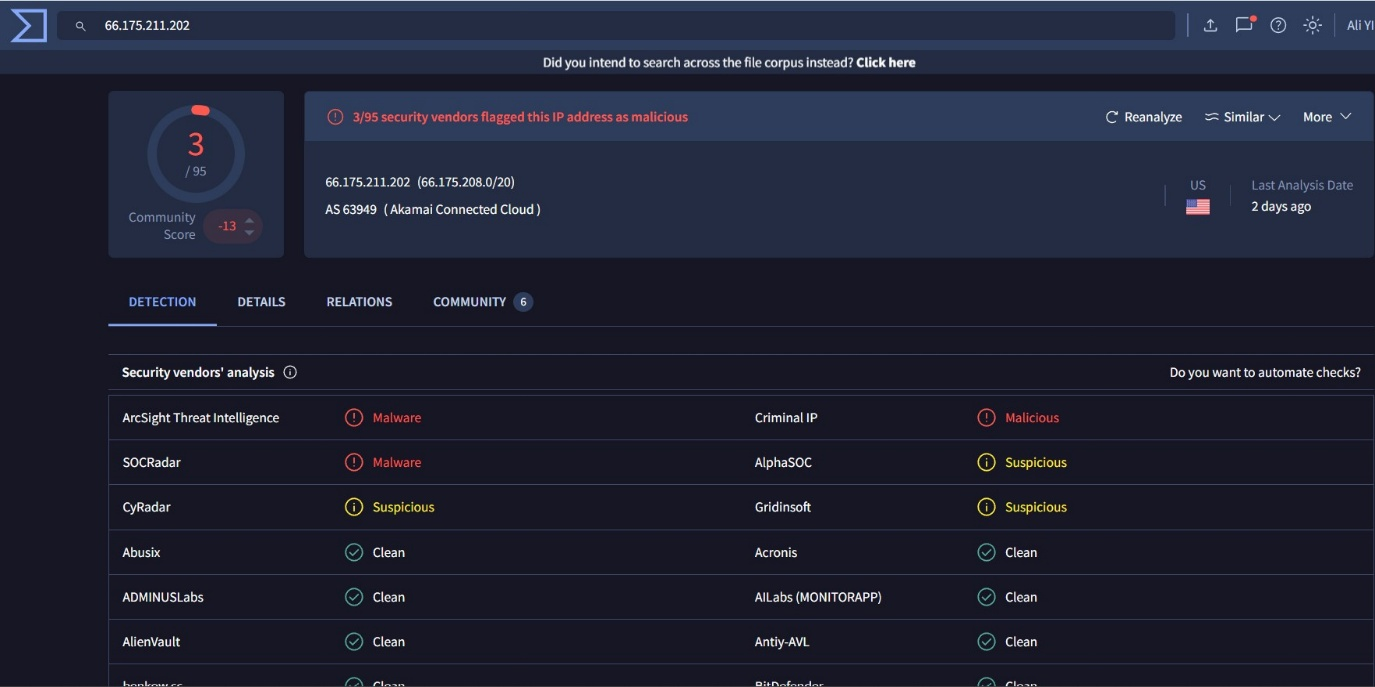 66.175.211.202
Ali YI
Did you intend to search across the file corpus instead? Click here
3
/ 95
Community
Score
-13
3/95 security vendors flagged this IP address as malicious
Reanalyze
Similar
More
66.175.211.202 (66.175.208.0/20)
AS 63949 ( Akamai Connected Cloud )
US
Last Analysis Date
2 days ago
DETECTION
DETAILS
RELATIONS
COMMUNITY 6
Security vendors' analysis
Do you want to automate checks?
ArcSight Threat Intelligence Malware Criminal IP Malicious
SOCRadar Malware AlphaSOC Suspicious
CyRadar Suspicious Gridinsoft Suspicious
Abusix Clean Acronis Clean
ADMINUSLabs Clean AILabs (MONITORAPP) Clean
AlienVault Clean Antiy-AVL Clean
Clean BitDefender Clean